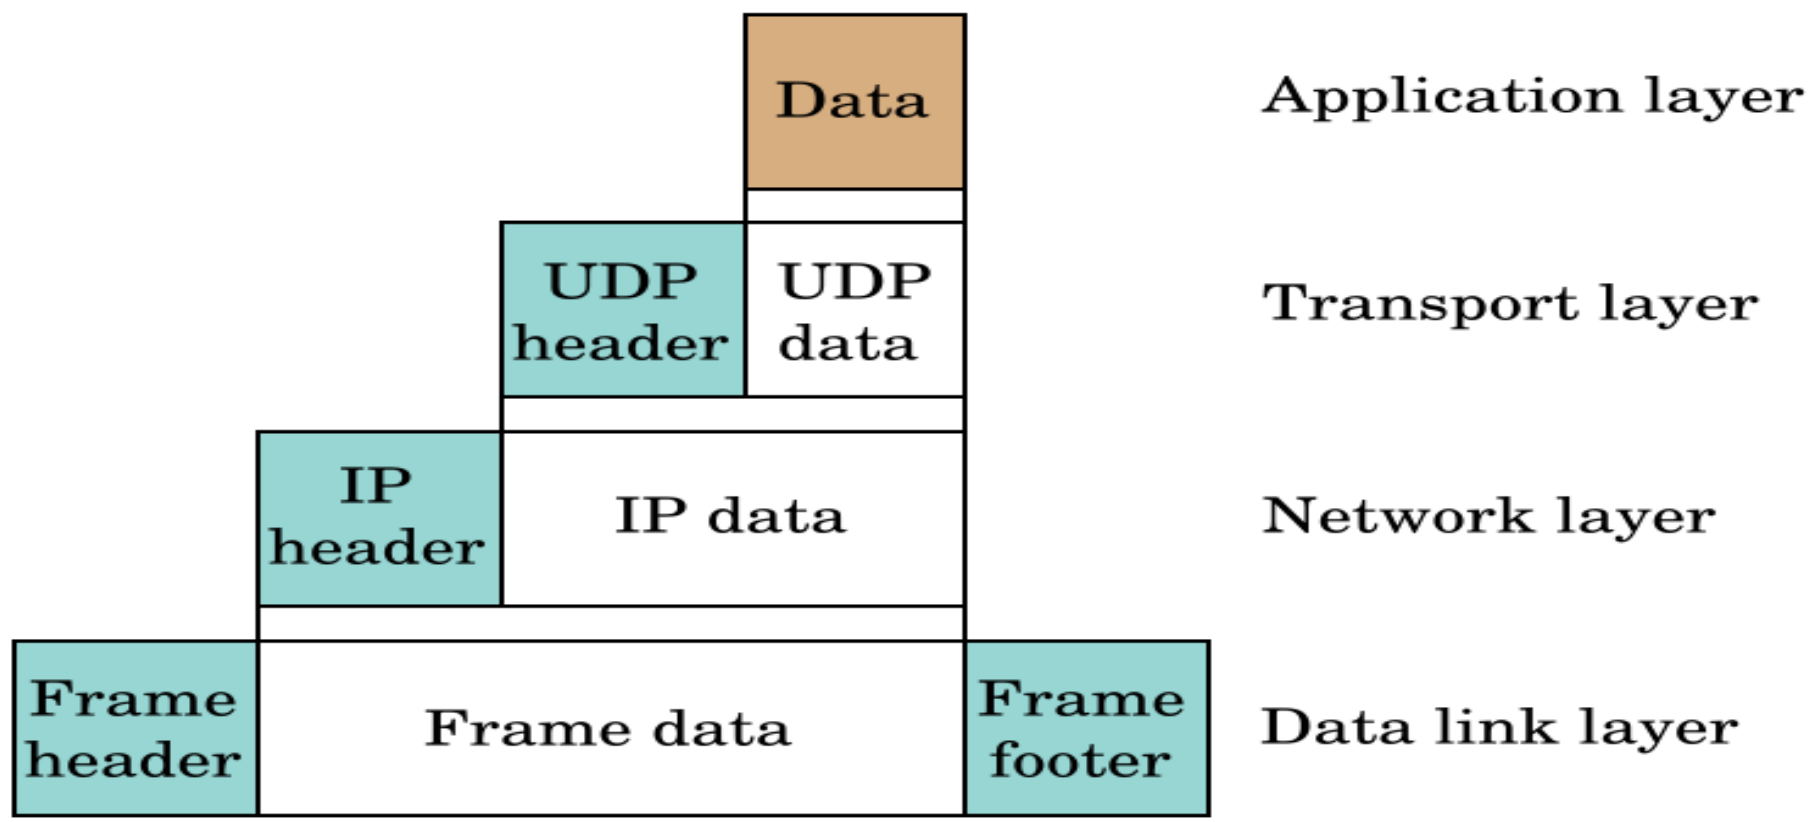 Data
Application layer
UDP
header
UDP
data
Transport layer
IP
header
IP data
Network layer
Frame
header
Frame data
Frame
footer
Data link layer